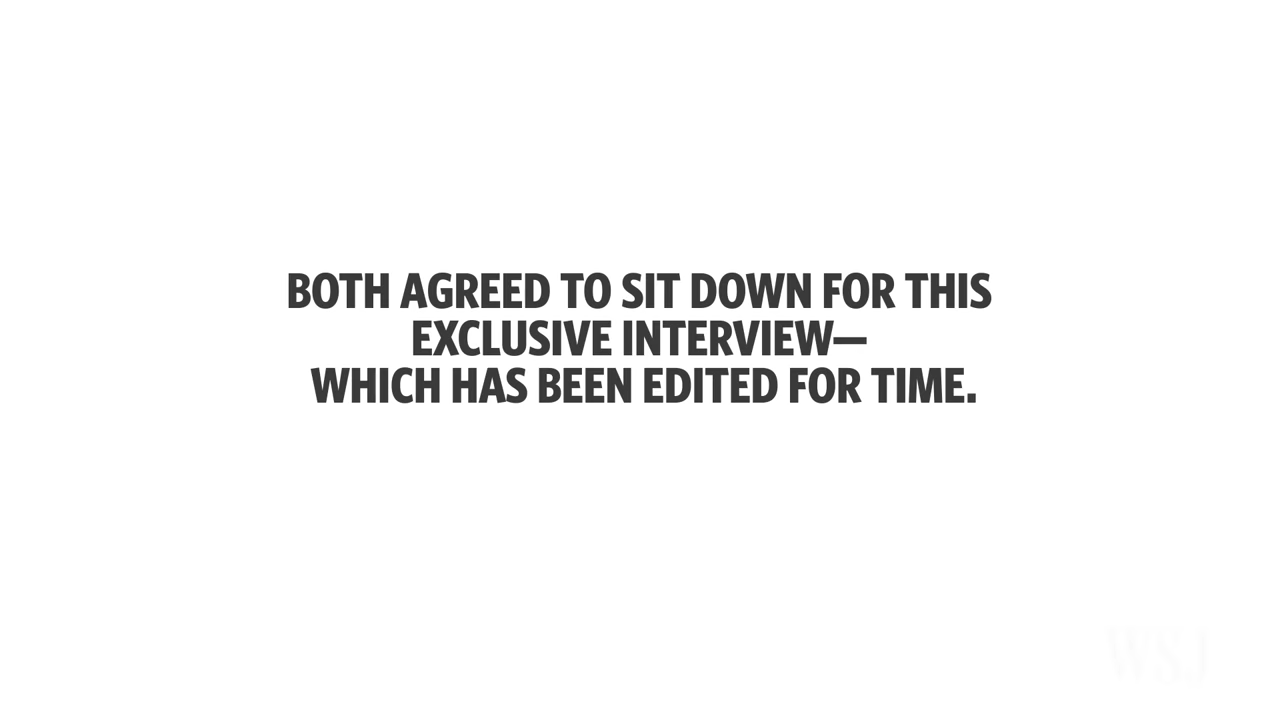 BOTH AGREED TO SIT DOWN FOR THIS
EXCLUSIVE INTERVIEW—
WHICH HAS BEEN EDITED FOR TIME.
WSJ